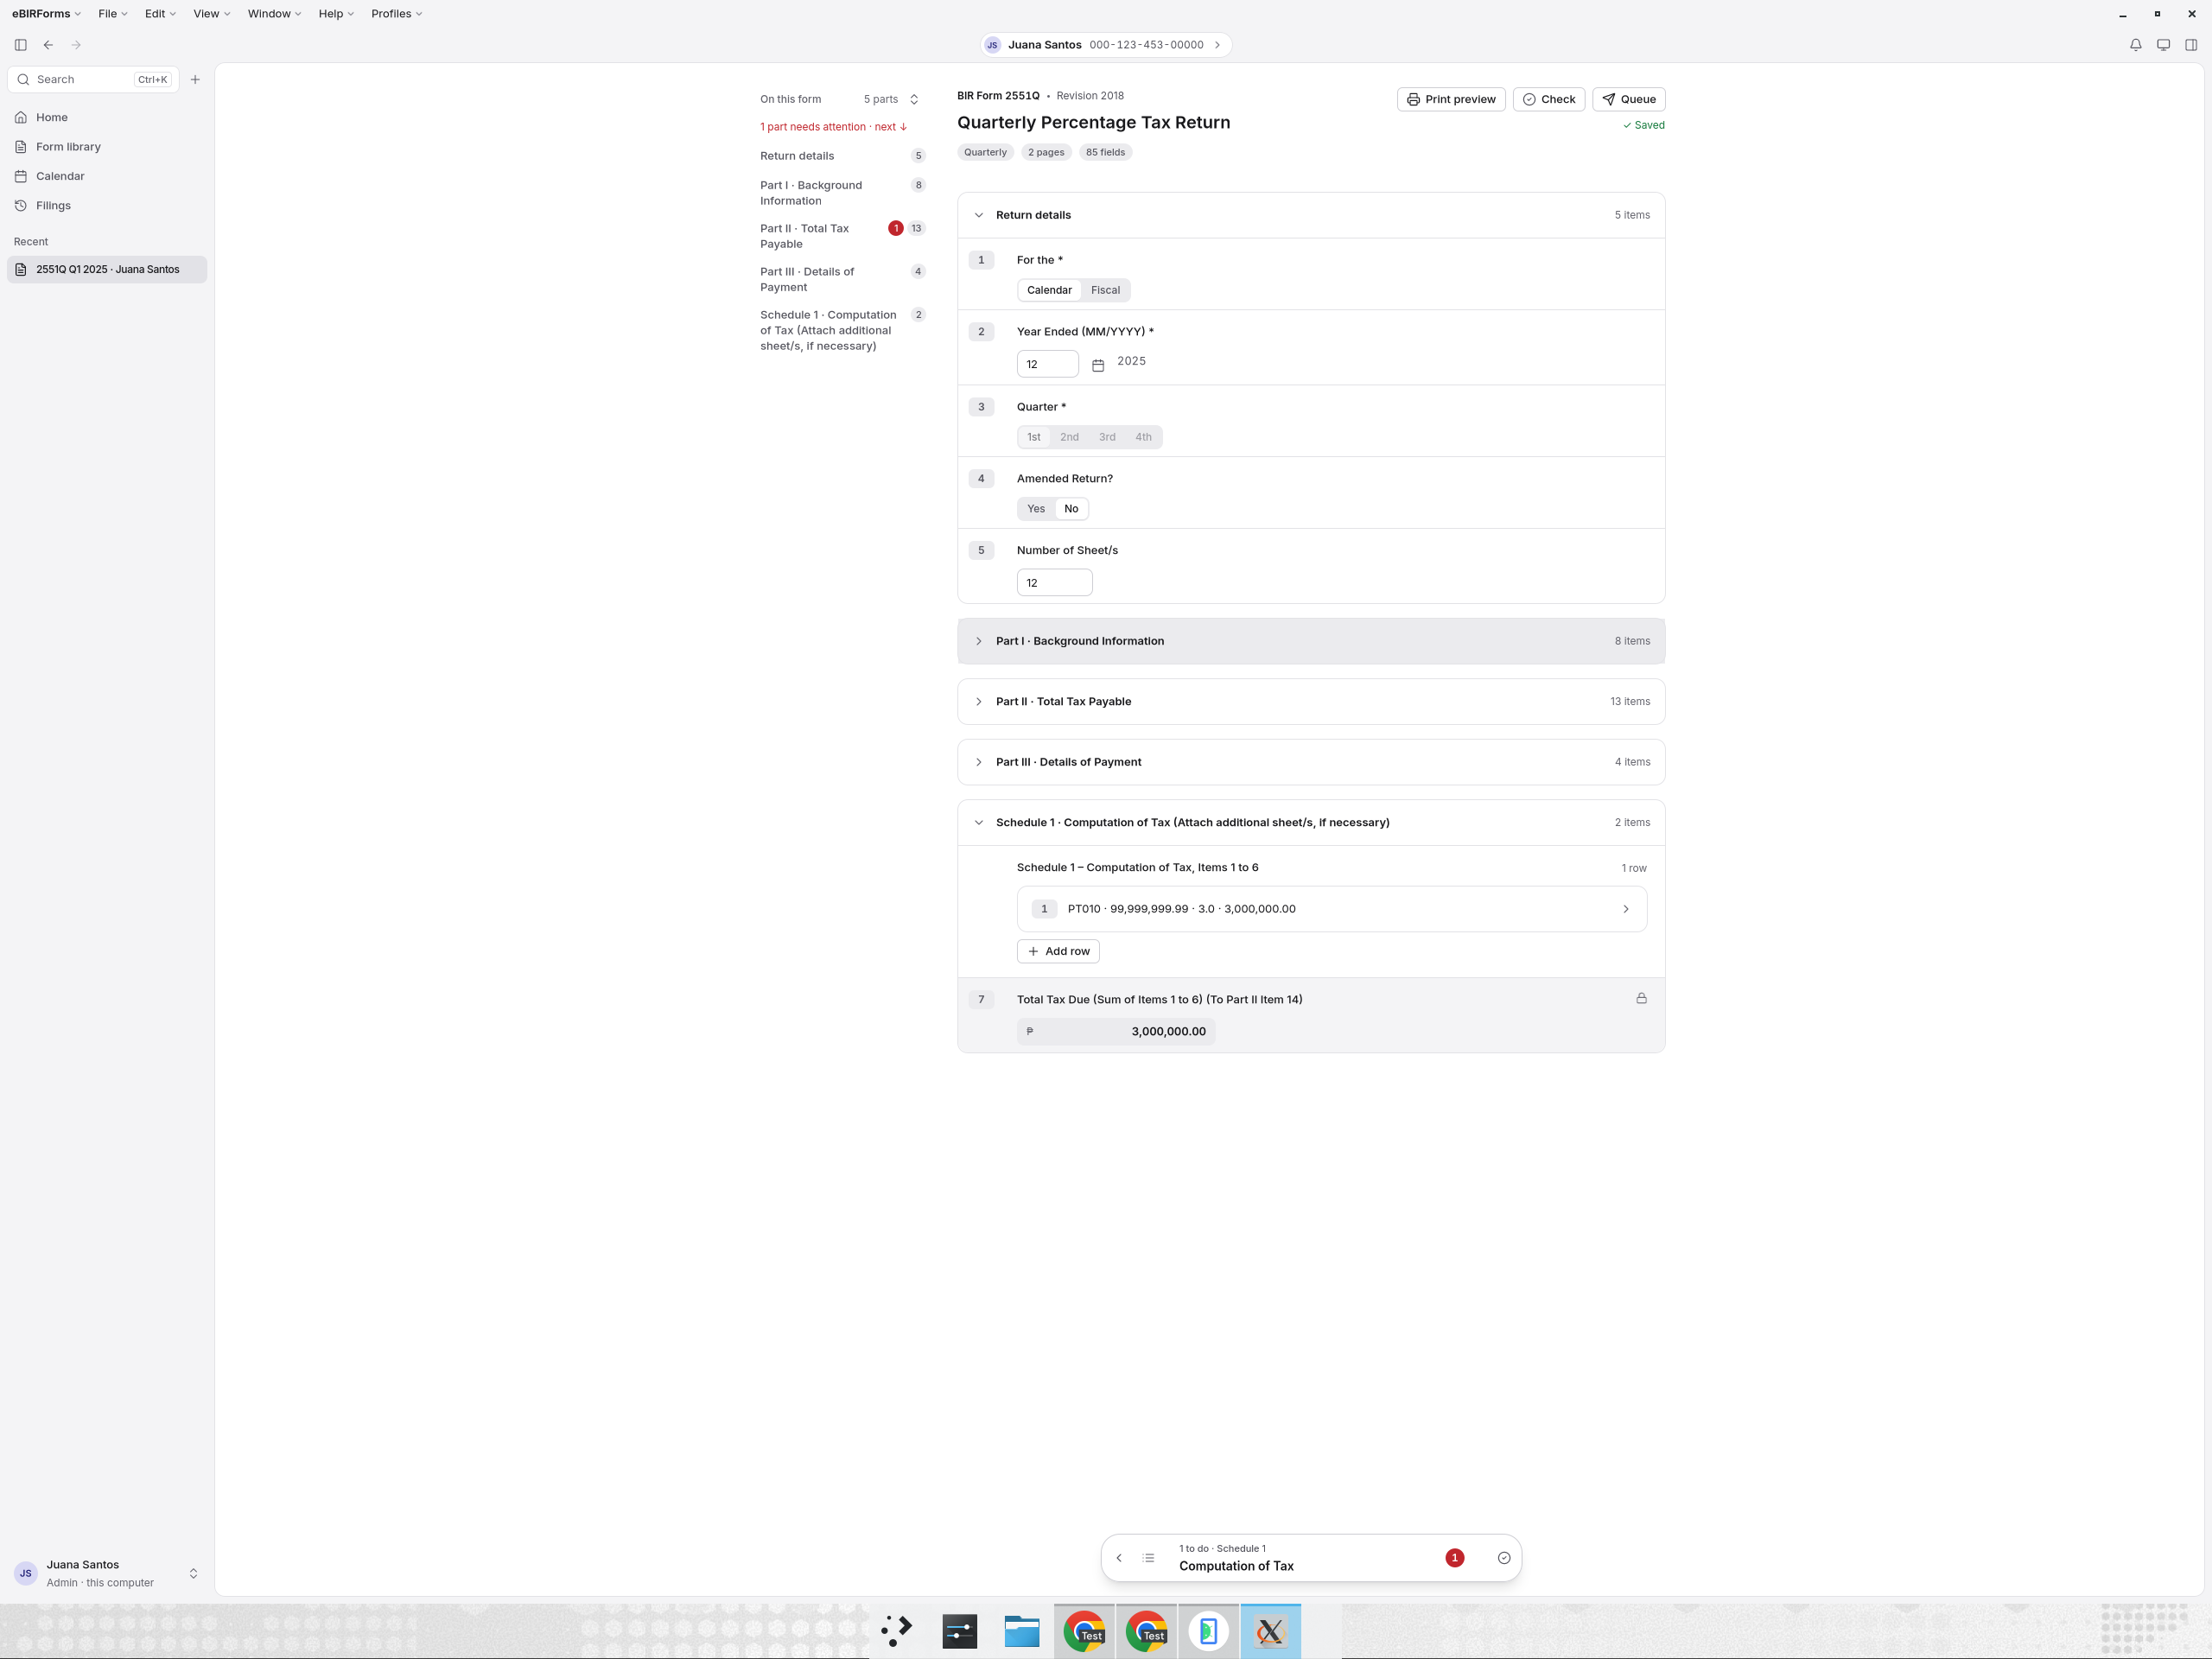 eBIRForms File Edit View Window Help Profiles
JS Juana Santos 000-123-453-00000
Search Ctrl+K
Home
Form library
Calendar
Filings
Recent
2551Q Q1 2025 · Juana Santos
On this form 5 parts
1 part needs attention · next ↓
Return details 5
Part I · Background 8
Information
Part II · Total Tax 1 13
Payable
Part III · Details of 4
Payment
Schedule 1 · Computation 2
of Tax (Attach additional
sheet/s, if necessary)
BIR Form 2551Q • Revision 2018
Quarterly Percentage Tax Return
Quarterly 2 pages 85 fields
Print preview Check Queue
✓ Saved
Return details 5 items
1 For the *
Calendar Fiscal
2 Year Ended (MM/YYYY) *
12 2025
3 Quarter *
1st 2nd 3rd 4th
4 Amended Return?
Yes No
5 Number of Sheet/s
12
Part I · Background Information 8 items
Part II · Total Tax Payable 13 items
Part III · Details of Payment 4 items
Schedule 1 · Computation of Tax (Attach additional sheet/s, if necessary) 2 items
Schedule 1 – Computation of Tax, Items 1 to 6 1 row
1 PT010 · 99,999,999.99 · 3.0 · 3,000,000.00
+ Add row
7 Total Tax Due (Sum of Items 1 to 6) (To Part II Item 14)
₱ 3,000,000.00
1 to do · Schedule 1
Computation of Tax 1
JS Juana Santos
Admin · this computer
Test Test